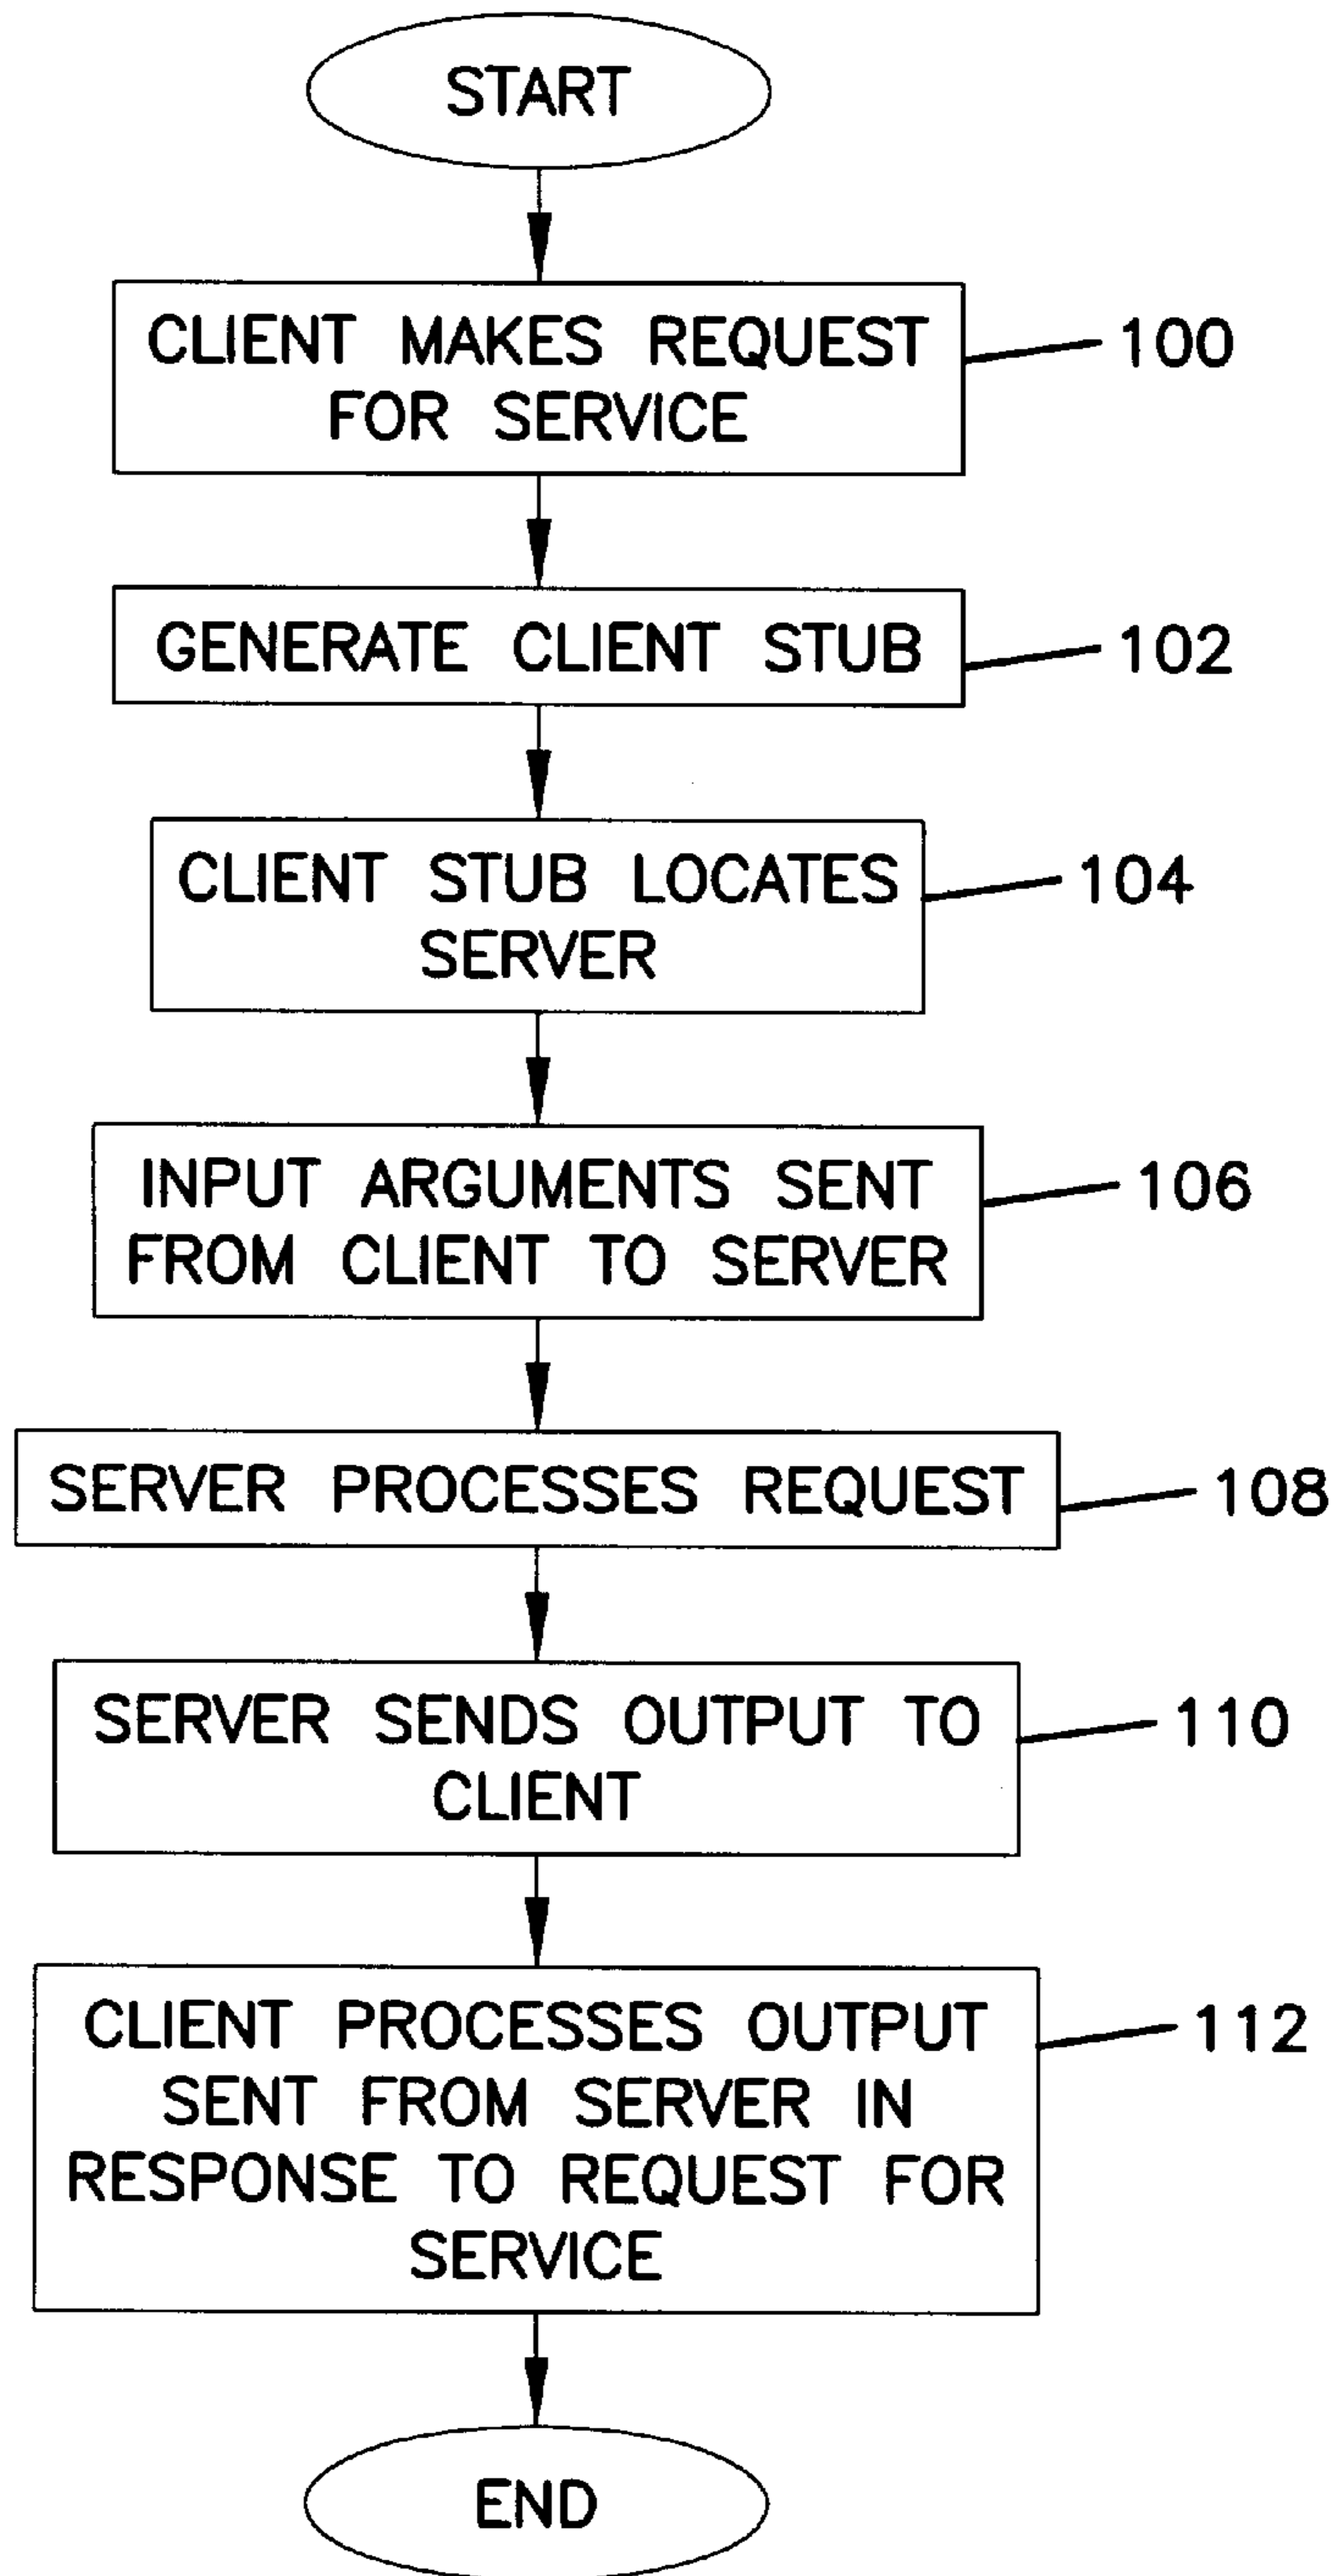 START
CLIENT MAKES REQUEST
FOR SERVICE
100
GENERATE CLIENT STUB
102
CLIENT STUB LOCATES
SERVER
104
INPUT ARGUMENTS SENT
FROM CLIENT TO SERVER
106
SERVER PROCESSES REQUEST
108
SERVER SENDS OUTPUT TO
CLIENT
110
CLIENT PROCESSES OUTPUT
SENT FROM SERVER IN
RESPONSE TO REQUEST FOR
SERVICE
112
END